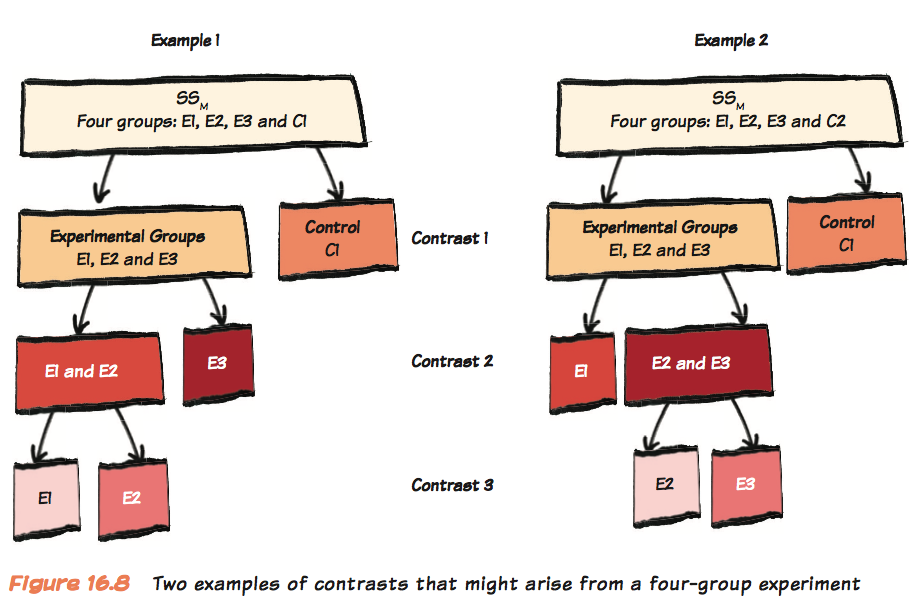 Example 1
SSM
Four groups: E1, E2, E3 and C1
Experimental Groups
E1, E2 and E3
Control
C1
E1 and E2
E3
E1
E2
Contrast 1
Contrast 2
Contrast 3
Example 2
SSM
Four groups: E1, E2, E3 and C2
Experimental Groups
E1, E2 and E3
Control
C1
E1
E2 and E3
E2
E3
Figure 16.8 Two examples of contrasts that might arise from a four-group experiment